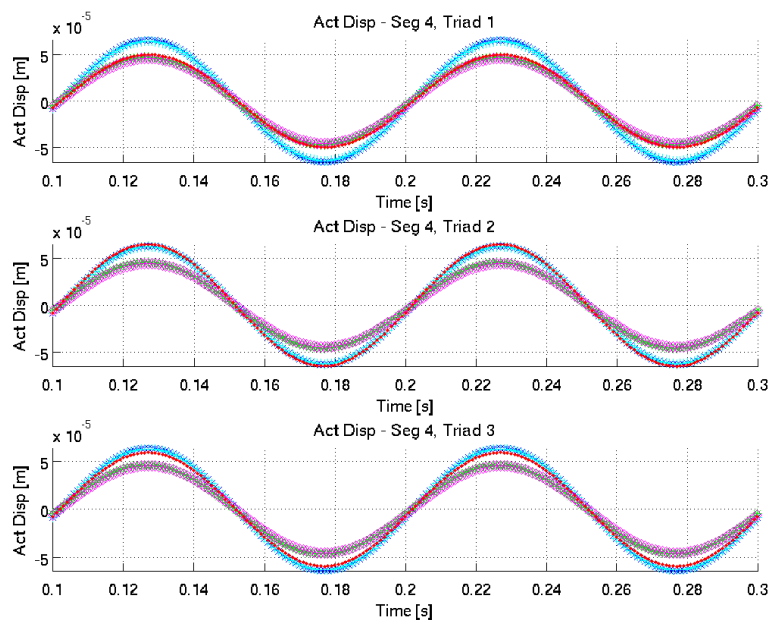 x 10-5
Act Disp - Seg 4, Triad 1
Act Disp [m]
5
0
-5
0.1 0.12 0.14 0.16 0.18 0.2 0.22 0.24 0.26 0.28 0.3
Time [s]
x 10-5
Act Disp - Seg 4, Triad 2
Act Disp [m]
5
0
-5
0.1 0.12 0.14 0.16 0.18 0.2 0.22 0.24 0.26 0.28 0.3
Time [s]
x 10-5
Act Disp - Seg 4, Triad 3
Act Disp [m]
5
0
-5
0.1 0.12 0.14 0.16 0.18 0.2 0.22 0.24 0.26 0.28 0.3
Time [s]